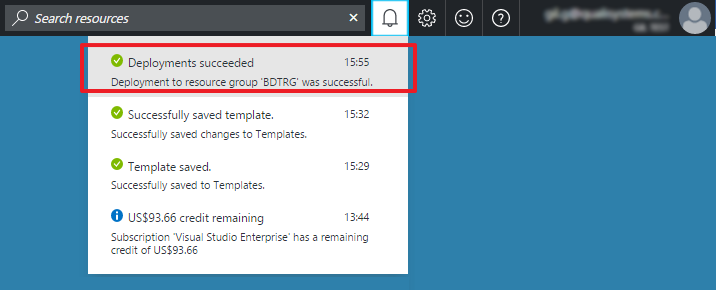 Search resources
Deployments succeeded 15:55
Deployment to resource group 'BDTRG' was successful.
Successfully saved template. 15:32
Successfully saved changes to Templates.
Template saved. 15:29
Successfully saved to Templates.
US$93.66 credit remaining 13:44
Subscription 'Visual Studio Enterprise' has a remaining
credit of US$93.66